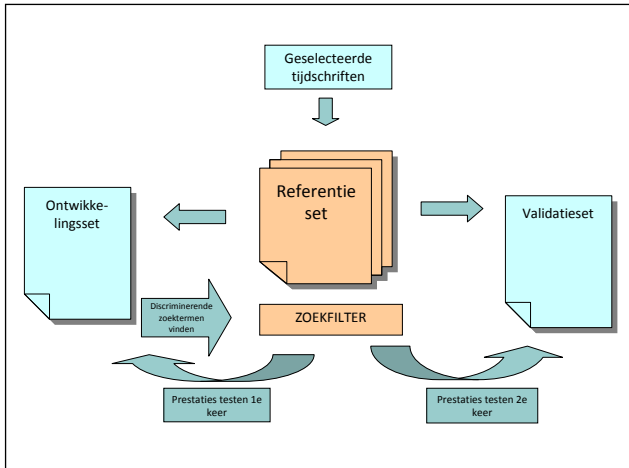 Geselecteerde
tijdschriften
Referentie
set
Ontwikke-
lingsset
Validatieset
Discriminerende
zoektermen
vinden
ZOEKFILTER
Prestaties testen 1e
keer
Prestaties testen 2e
keer